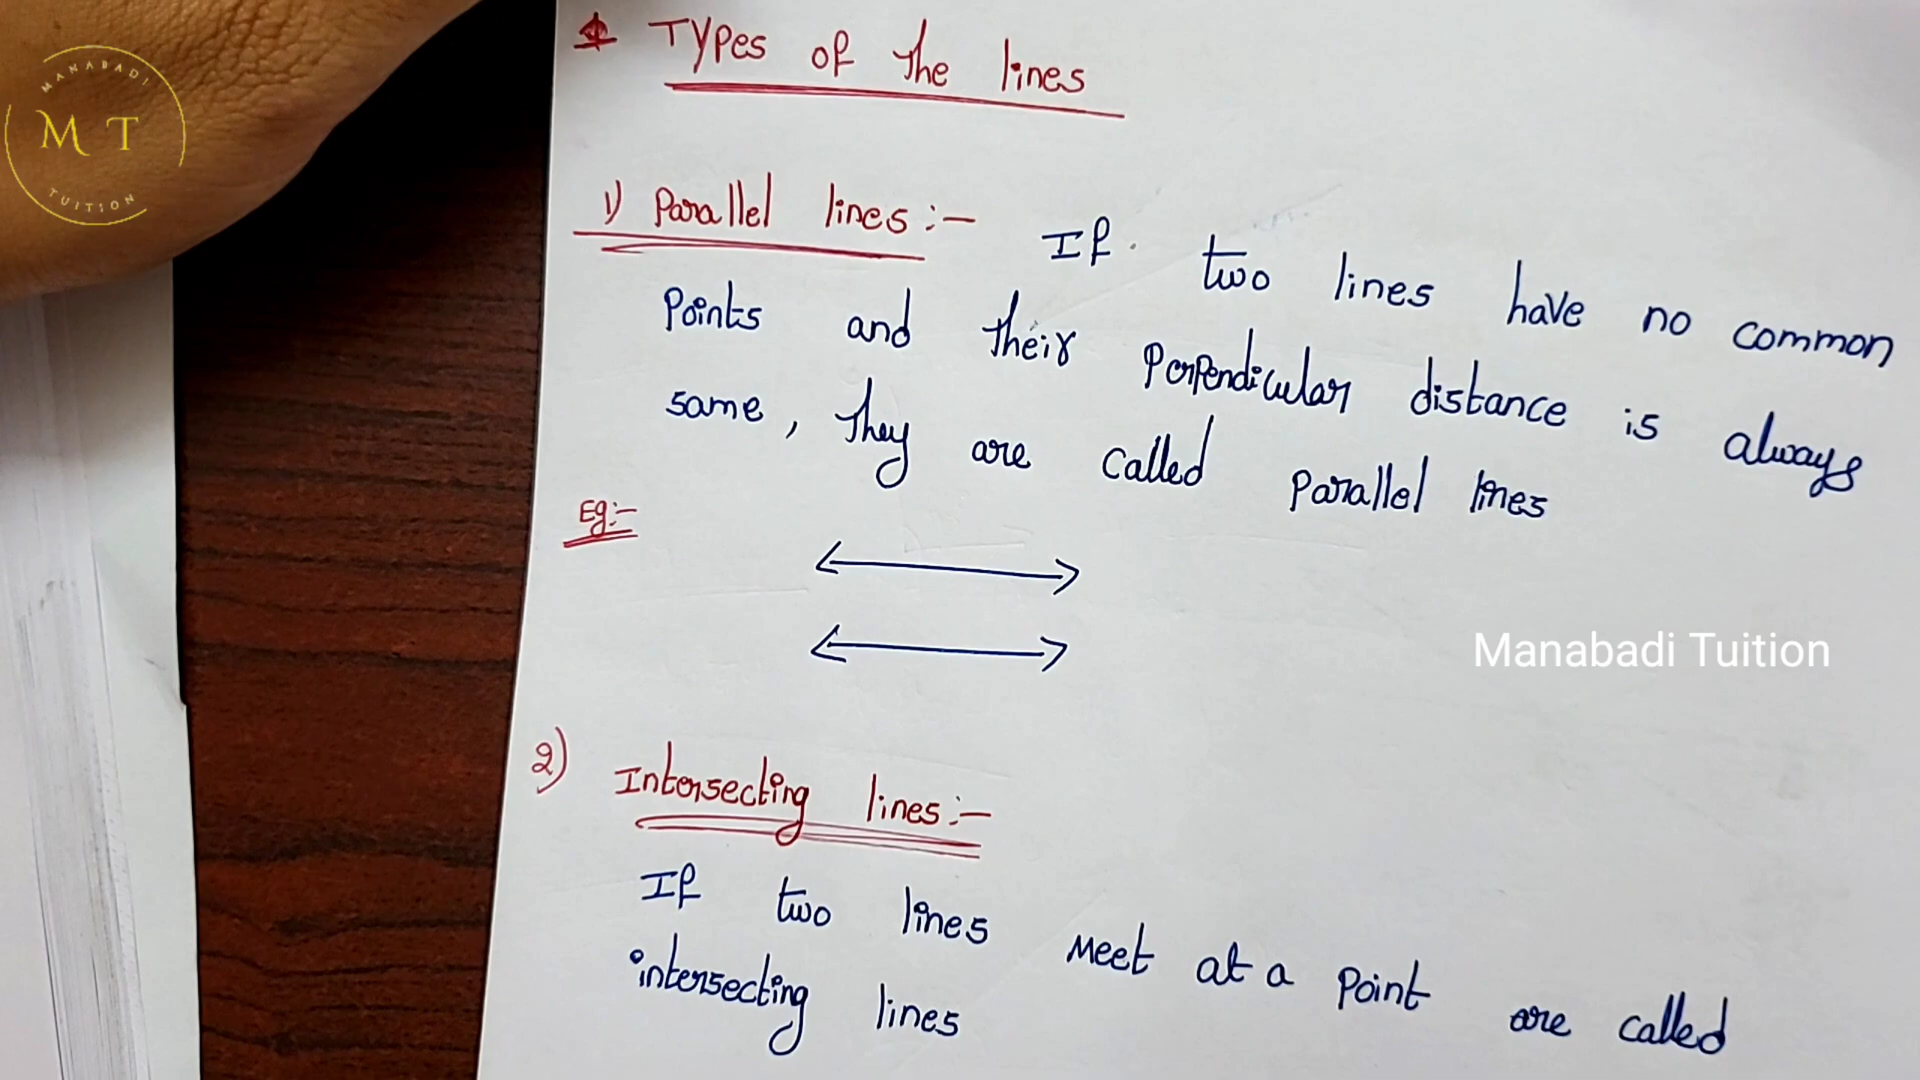 MANABADI
M T
TUITION
Types of the lines
1) Parallel lines :- If two lines have no common
Points and their Perpendicular distance is always
same, they are called parallel lines
Eg:-
Manabadi Tuition
2) Intersecting lines :-
If two lines meet at a point are called
intersecting lines